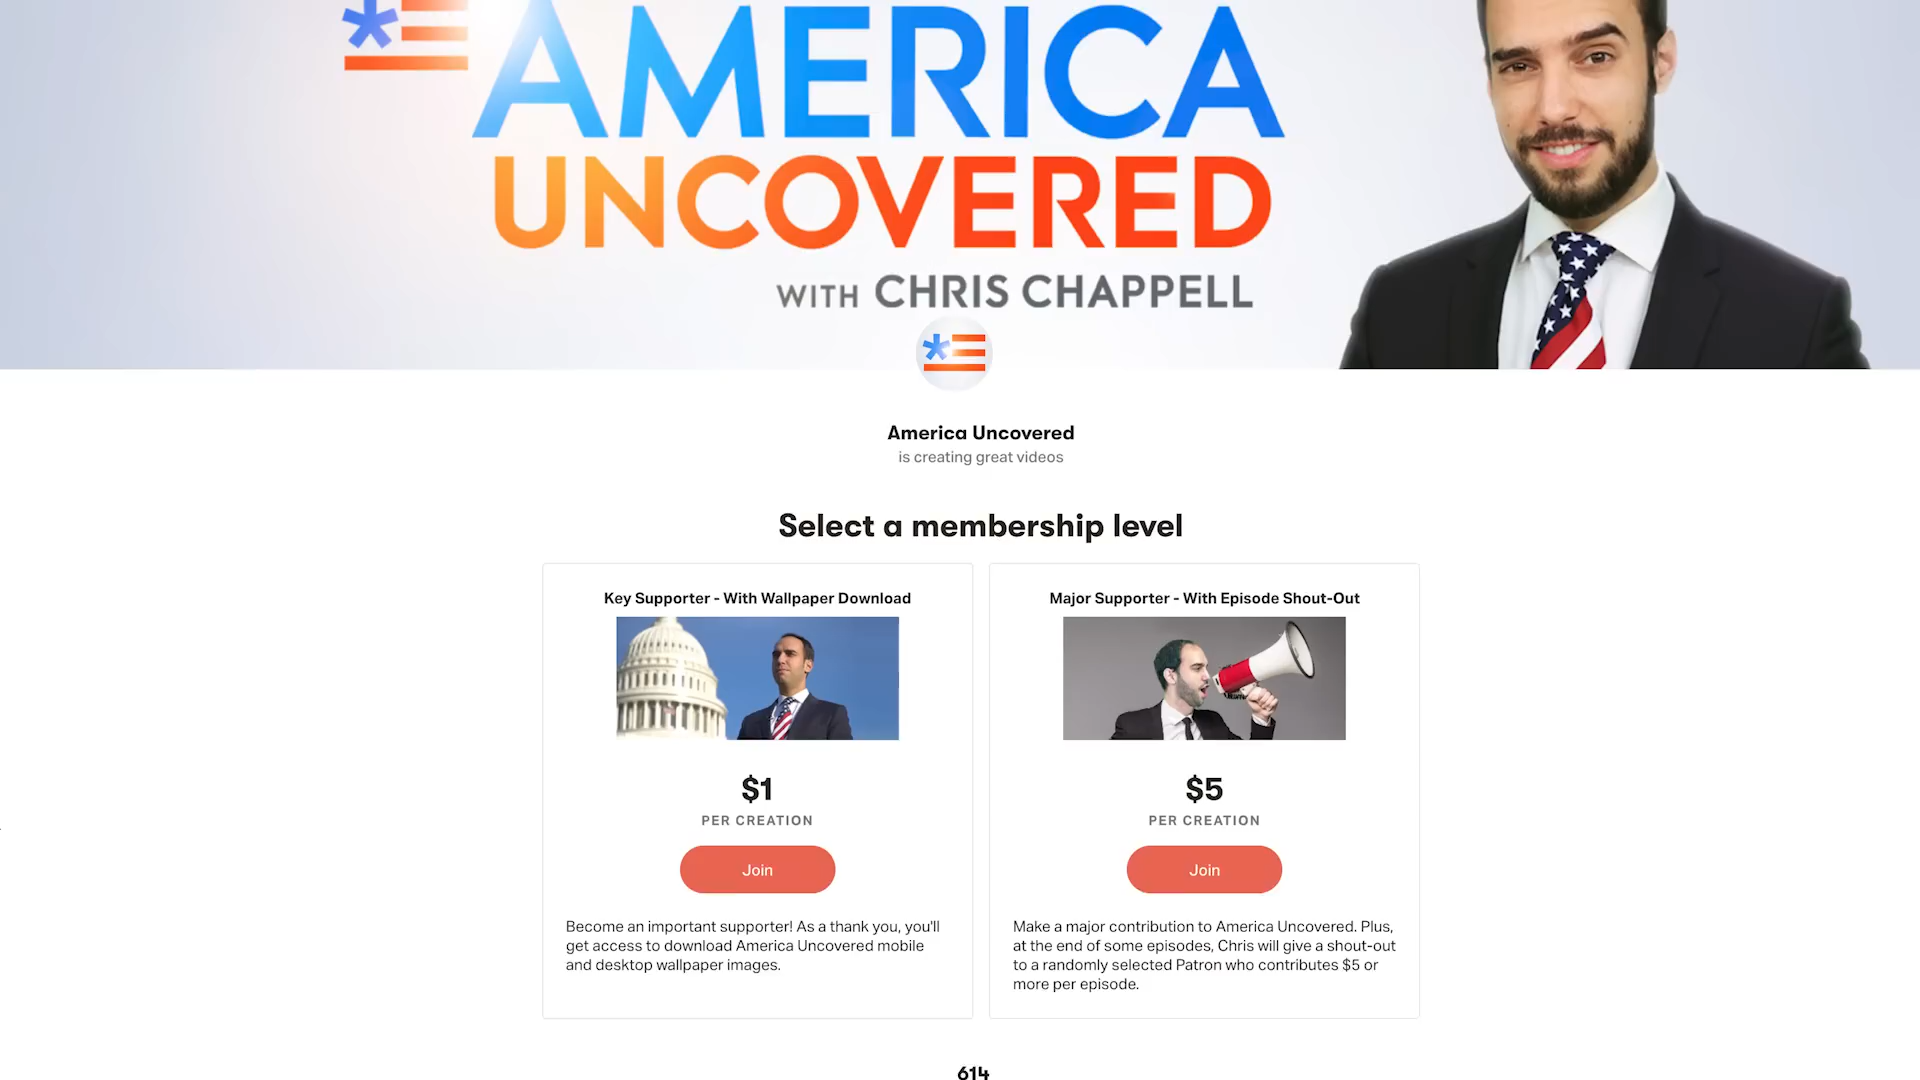 AMERICA
UNCOVERED
WITH CHRIS CHAPPELL
America Uncovered
is creating great videos
Select a membership level
Key Supporter - With Wallpaper Download
$1
PER CREATION
Join
Become an important supporter! As a thank you, you'll
get access to download America Uncovered mobile
and desktop wallpaper images.
Major Supporter - With Episode Shout-Out
$5
PER CREATION
Join
Make a major contribution to America Uncovered. Plus,
at the end of some episodes, Chris will give a shout-out
to a randomly selected Patron who contributes $5 or
more per episode.
614